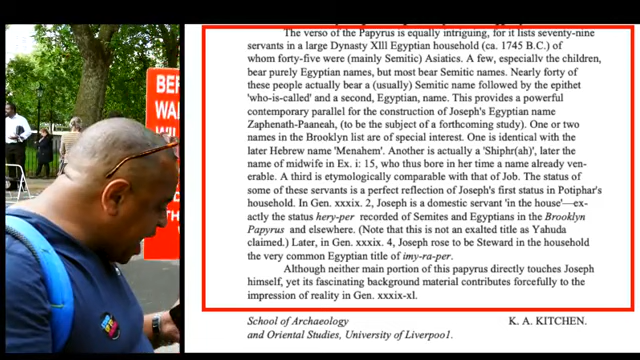 BER
WA
WI
TH
The verso of the Papyrus is equally intriguing, for it lists seventy-nine
servants in a large Dynasty XIII Egyptian household (ca. 1745 B.C.) of
whom forty-five were (mainly Semitic) Asiatics. A few, especially the children,
bear purely Egyptian names, but most bear Semitic names. Nearly forty of
these people actually bear a (usually) Semitic name followed by the epithet
'who-is-called' and a second, Egyptian, name. This provides a powerful
contemporary parallel for the construction of Joseph's Egyptian name
Zaphenath-Paaneah, (to be the subject of a forthcoming study). One or two
names in the Brooklyn list are of special interest. One is identical with the
later Hebrew name 'Menahem'. Another is actually a 'Shiphr(ah)', later the
name of midwife in Ex. i: 15, who thus bore in her time a name already ven-
erable. A third is etymologically comparable with that of Job. The status of
some of these servants is a perfect reflection of Joseph's first status in Potiphar's
household. In Gen. xxxix. 2, Joseph is a domestic servant 'in the house'—ex-
actly the status hery-per recorded of Semites and Egyptians in the Brooklyn
Papyrus and elsewhere. (Note that this is not an exalted title as Yahuda
claimed.) Later, in Gen. xxxix. 4, Joseph rose to be Steward in the household
the very common Egyptian title of imy-ra-per.
Although neither main portion of this papyrus directly touches Joseph
himself, yet its fascinating background material contributes forcefully to the
impression of reality in Gen. xxxix-xl.
School of Archaeology K. A. KITCHEN.
and Oriental Studies, University of Liverpool.